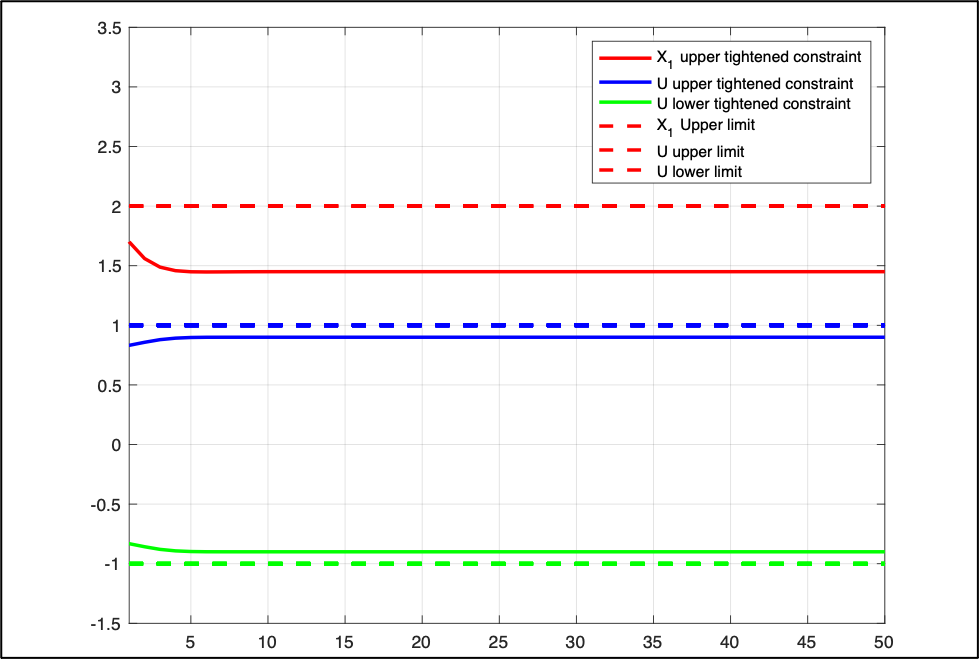 3.5
3
2.5
2
1.5
1
0.5
0
-0.5
-1
-1.5
5 10 15 20 25 30 35 40 45 50
X1 upper tightened constraint
U upper tightened constraint
U lower tightened constraint
X1 Upper limit
U upper limit
U lower limit